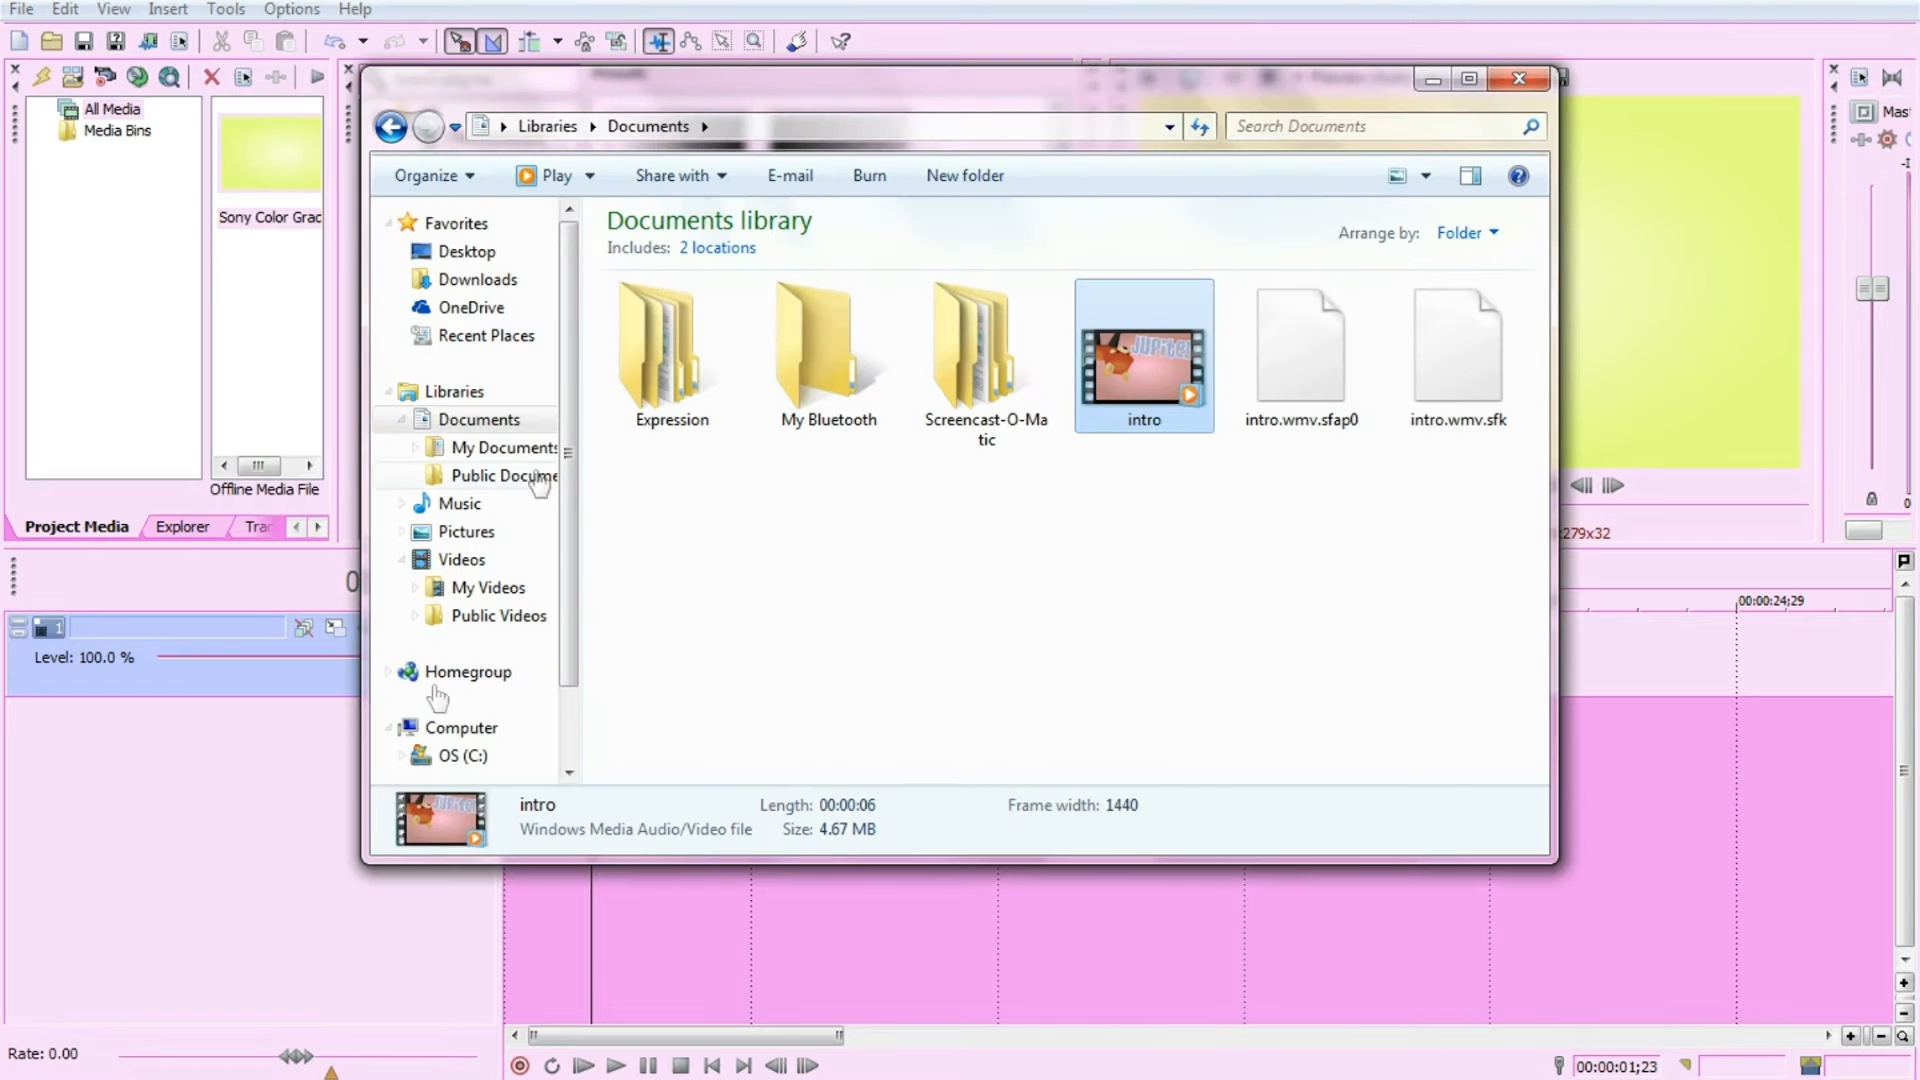 File Edit View Insert Tools Options Help
All Media
Media Bins
Sony Color Grac
Offline Media File
Project Media Explorer Trar
Libraries Documents
Search Documents
Organize Play Share with E-mail Burn New folder
Documents library
Includes: 2 locations
Arrange by: Folder
Favorites
Desktop
Downloads
OneDrive
Recent Places
Libraries
Documents
My Documents
Public Docume
Music
Pictures
Videos
My Videos
Public Videos
Homegroup
Computer
OS (C:)
Expression
My Bluetooth
Screencast-O-Ma
tic
JUPiter
intro
intro.wmv.sfap0
intro.wmv.sfk
intro
Windows Media Audio/Video file
Length: 00:00:06
Size: 4.67 MB
Frame width: 1440
Mas
:279x32
00:00:24;29
1
Level: 100.0 %
Rate: 0.00
00:00:01;23